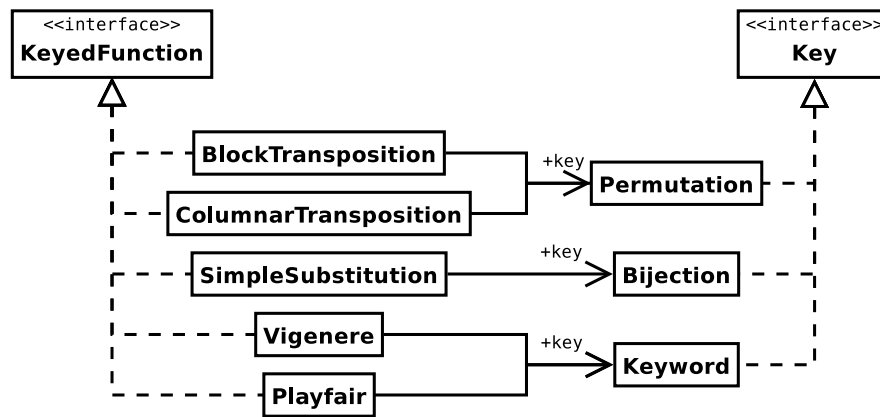 <<interface>>
KeyedFunction
<<interface>>
Key
BlockTransposition
+key
Permutation
ColumnarTransposition
SimpleSubstitution
+key
Bijection
Vigenere
+key
Keyword
Playfair